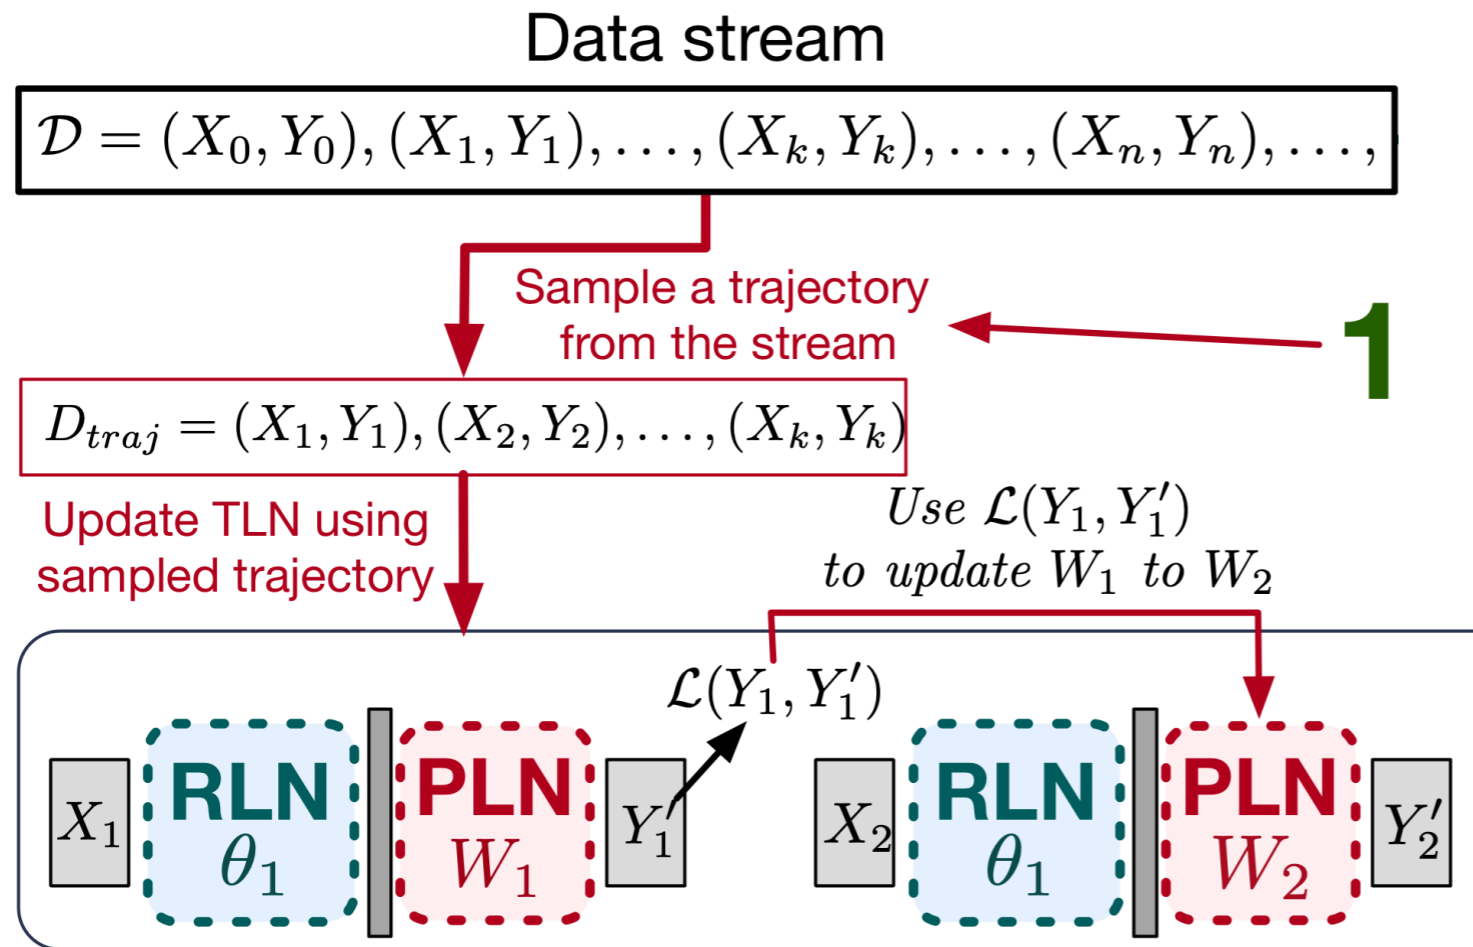 Data stream
𝒟 = (X₀, Y₀), (X₁, Y₁), . . . , (Xₖ, Yₖ), . . . , (Xₙ, Yₙ), . . . ,
Sample a trajectory
from the stream
1
D_traj = (X₁, Y₁), (X₂, Y₂), . . . , (Xₖ, Yₖ)
Update TLN using
sampled trajectory
Use ℒ(Y₁, Y₁′)
to update W₁ to W₂
ℒ(Y₁, Y₁′)
X₁
RLN
θ₁
PLN
W₁
Y₁′
X₂
RLN
θ₁
PLN
W₂
Y₂′